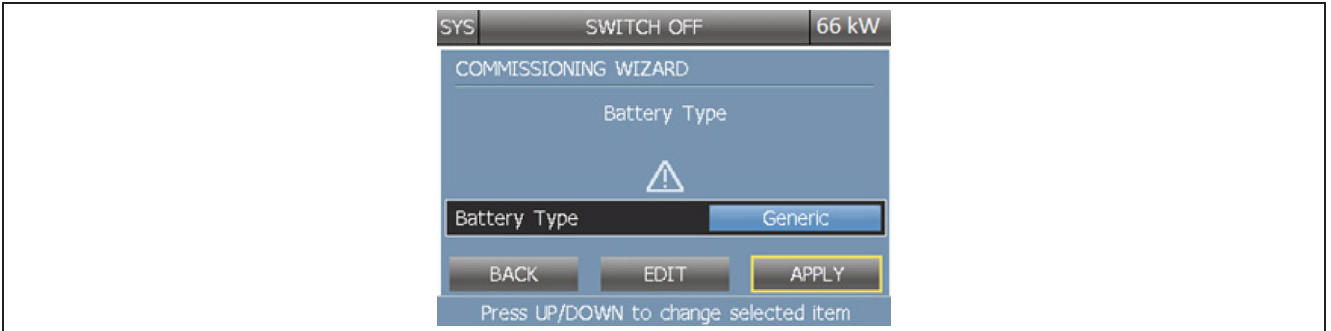 SYS SWITCH OFF 66 kW
COMMISSIONING WIZARD
Battery Type
Battery Type Generic
BACK EDIT APPLY
Press UP/DOWN to change selected item